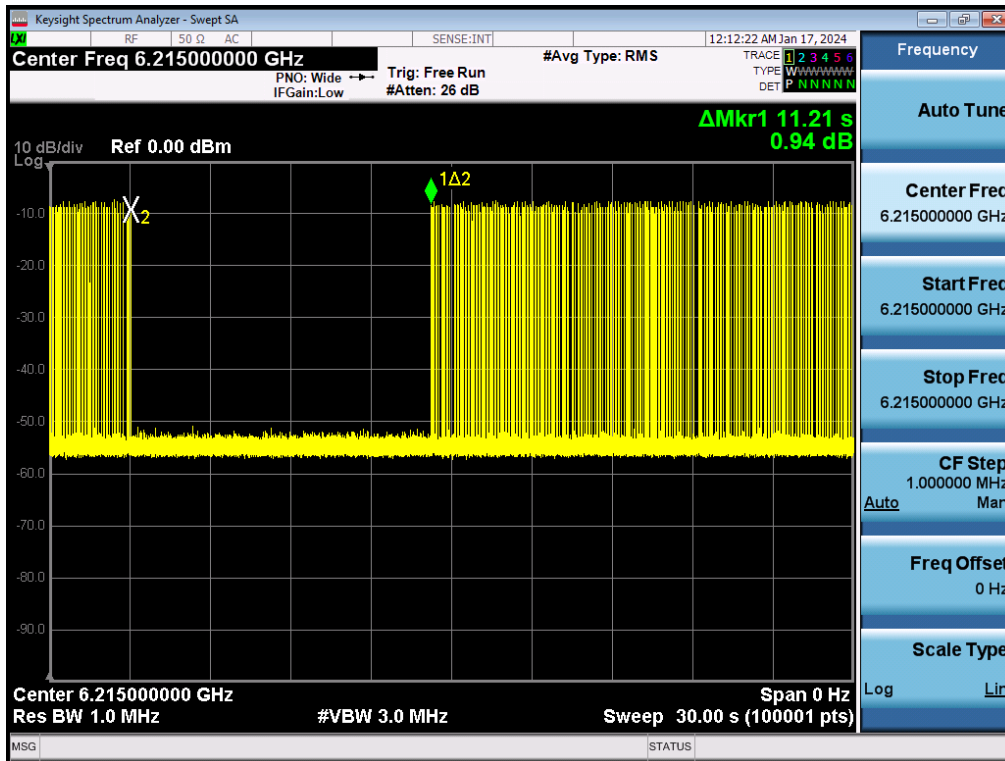 Keysight Spectrum Analyzer - Swept SA
LXI RF 50 Ω AC SENSE:INT 12:12:22 AM Jan 17, 2024
Center Freq 6.215000000 GHz
PNO: Wide
IFGain:Low
Trig: Free Run
#Atten: 26 dB
#Avg Type: RMS
TRACE 1 2 3 4 5 6
TYPE WWWWWW
DET P N N N N N
ΔMkr1 11.21 s
0.94 dB
10 dB/div Ref 0.00 dBm
Log
1Δ2
2
-10.0
-20.0
-30.0
-40.0
-50.0
-60.0
-70.0
-80.0
-90.0
Center 6.215000000 GHz Span 0 Hz
Res BW 1.0 MHz #VBW 3.0 MHz Sweep 30.00 s (100001 pts)
MSG STATUS
Frequency
Auto Tune
Center Freq
6.215000000 GHz
Start Freq
6.215000000 GHz
Stop Freq
6.215000000 GHz
CF Step
1.000000 MHz
Auto Man
Freq Offset
0 Hz
Scale Type
Log Lin